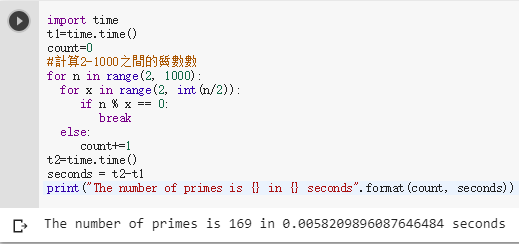 import time
t1=time.time()
count=0
#計算2-1000之間的質數數
for n in range(2, 1000):
  for x in range(2, int(n/2)):
     if n % x == 0:
        break
  else:
     count+=1
t2=time.time()
seconds = t2-t1
print("The number of primes is {} in {} seconds".format(count, seconds))
The number of primes is 169 in 0.0058209896087646484 seconds